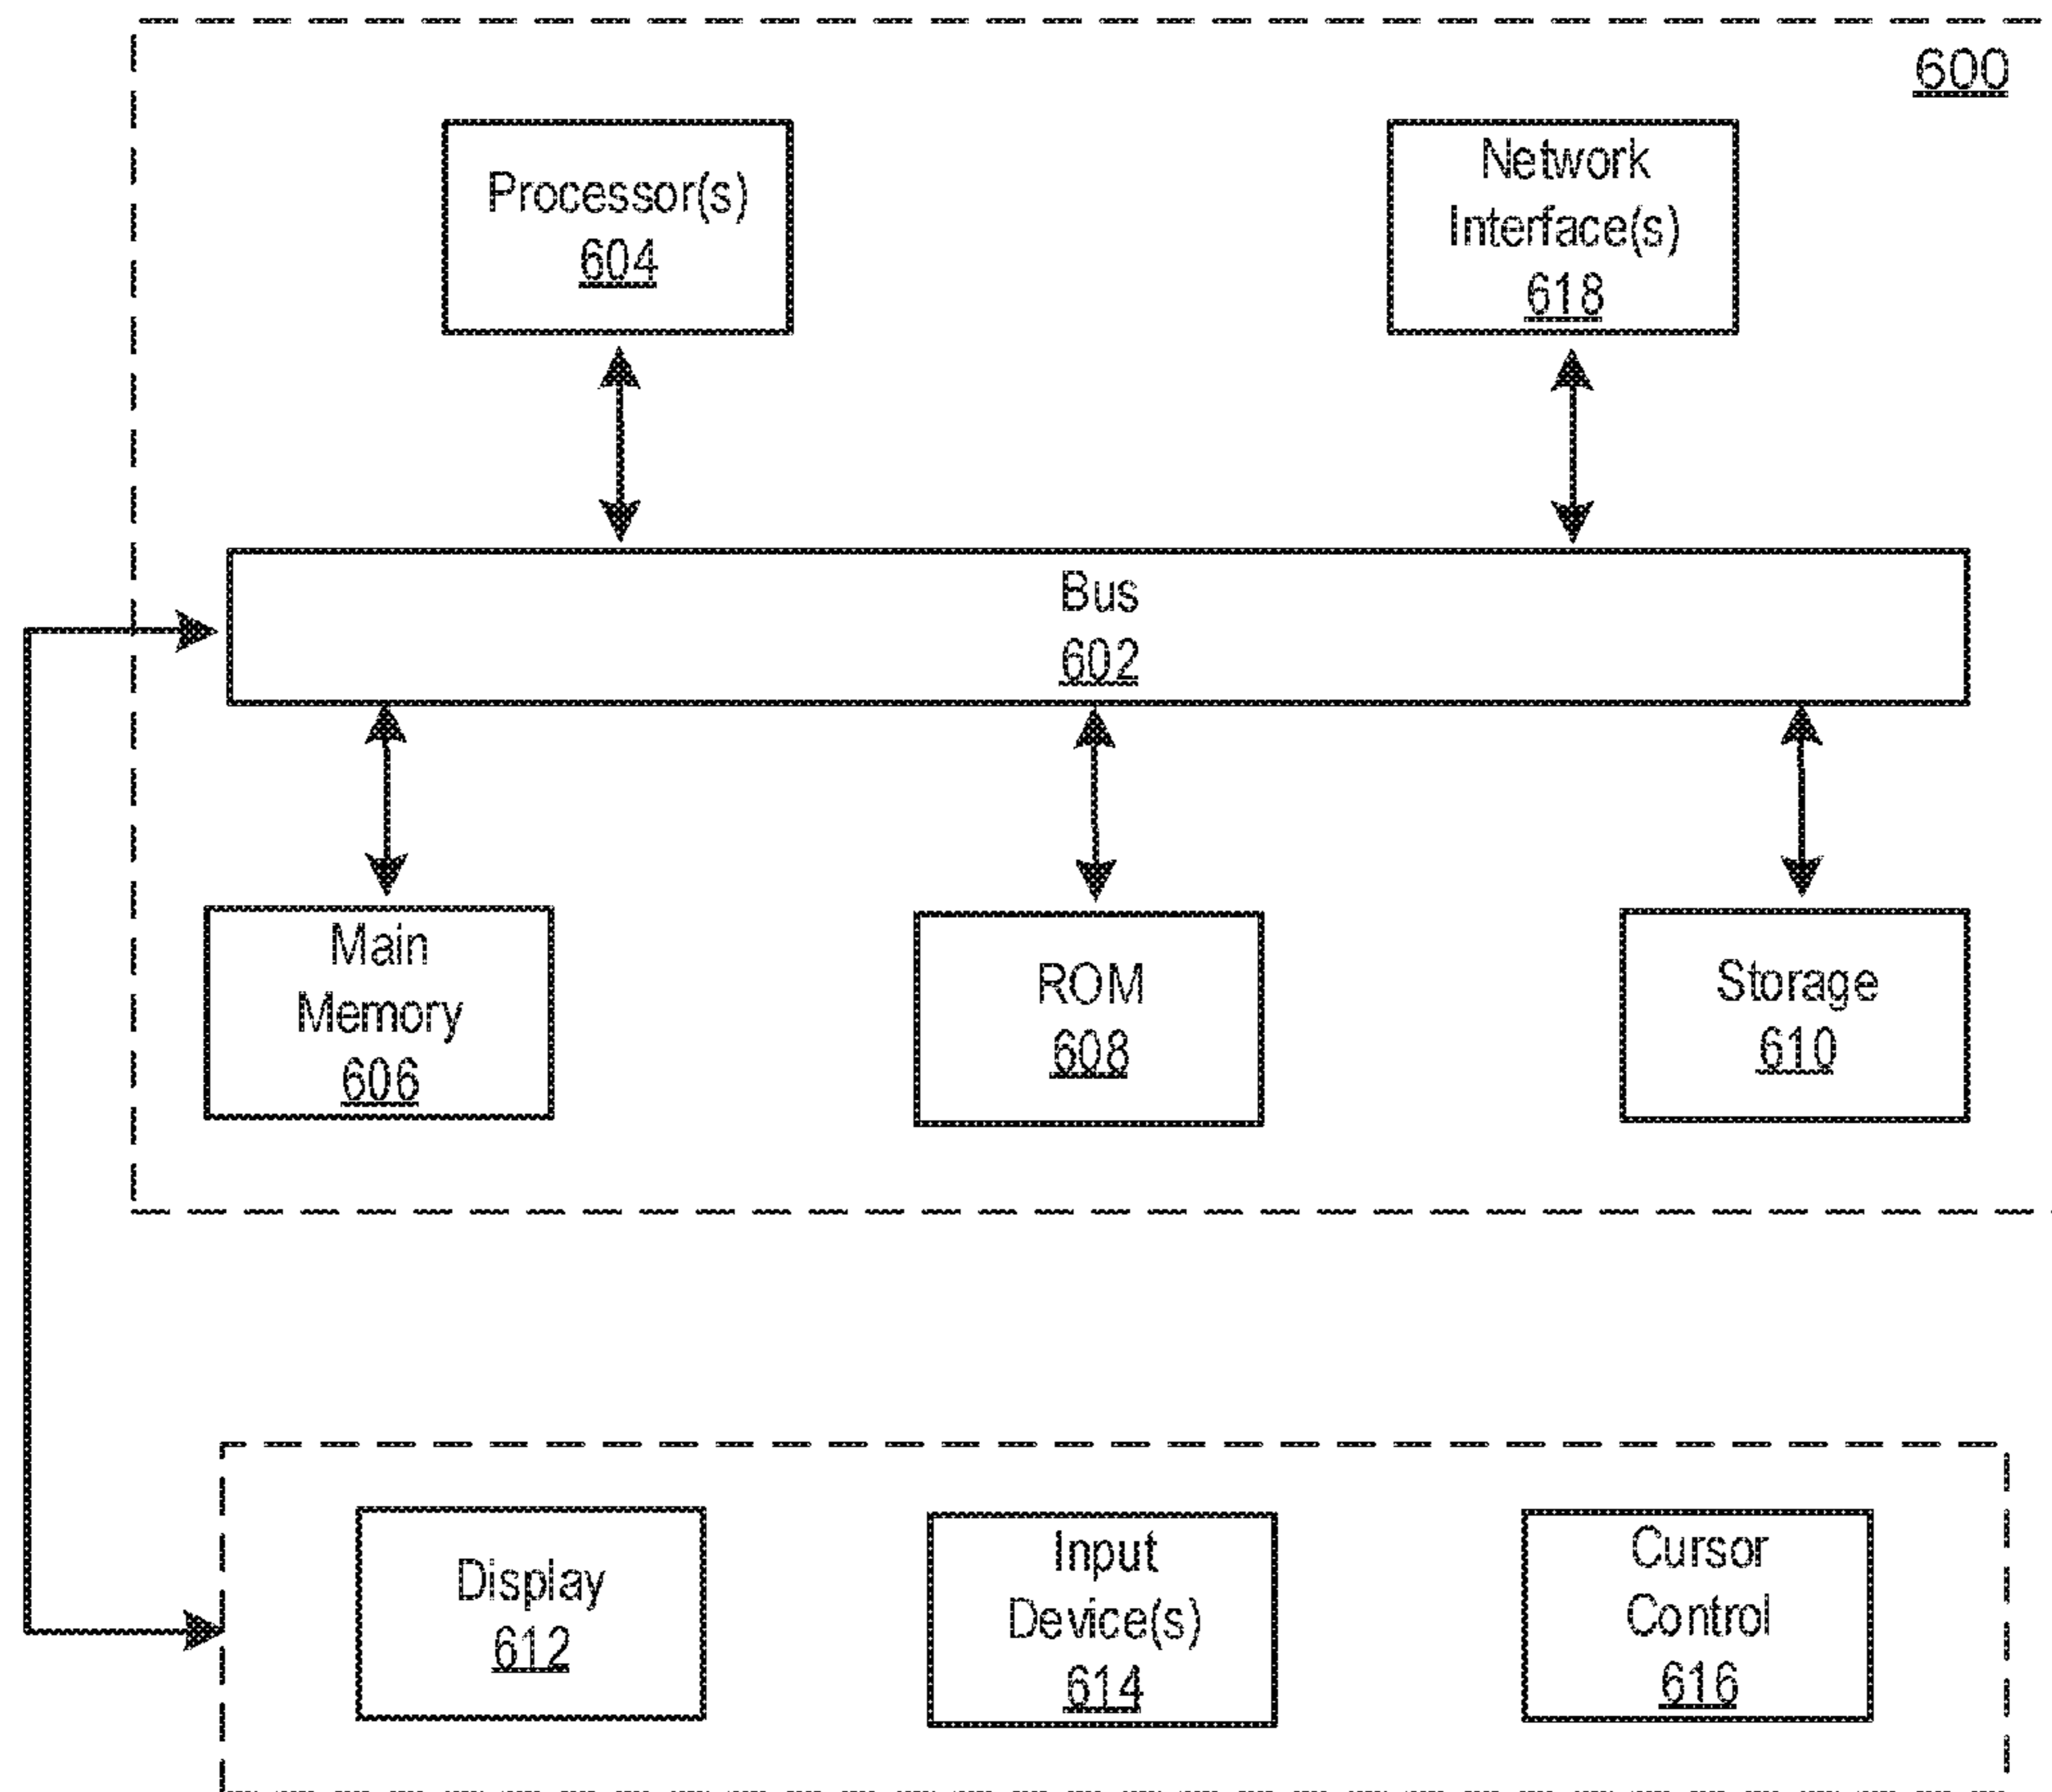 600
Processor(s)
604
Network
Interface(s)
618
Bus
602
Main
Memory
606
ROM
608
Storage
610
Display
612
Input
Device(s)
614
Cursor
Control
616